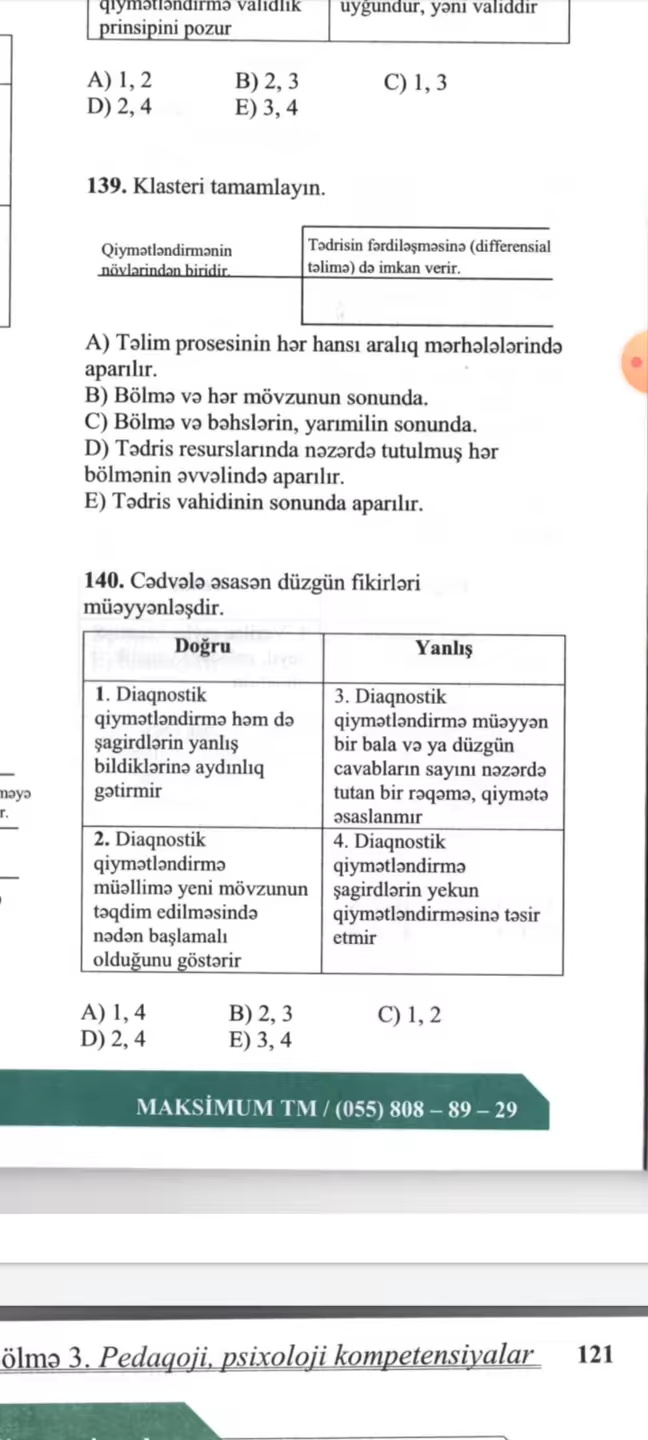 qiymətləndirmə validlik
prinsipini pozur
uyğundur, yəni validdir
A) 1, 2 B) 2, 3 C) 1, 3
D) 2, 4 E) 3, 4
139. Klasteri tamamlayın.
Qiymətləndirmənin
növlərindən biridir.
Tədrisin fərdiləşməsinə (differensial
təlimə) də imkan verir.
A) Təlim prosesinin hər hansı aralıq mərhələlərində
aparılır.
B) Bölmə və hər mövzunun sonunda.
C) Bölmə və bəhslərin, yarımilin sonunda.
D) Tədris resurslarında nəzərdə tutulmuş hər
bölmənin əvvəlində aparılır.
E) Tədris vahidinin sonunda aparılır.
140. Cədvələ əsasən düzgün fikirləri
müəyyənləşdir.
Doğru
Yanlış
1. Diaqnostik
qiymətləndirmə həm də
şagirdlərin yanlış
bildiklərinə aydınlıq
gətirmir
3. Diaqnostik
qiymətləndirmə müəyyən
bir bala və ya düzgün
cavabların sayını nəzərdə
tutan bir rəqəmə, qiymətə
əsaslanmır
2. Diaqnostik
qiymətləndirmə
müəllimə yeni mövzunun
təqdim edilməsində
nədən başlamalı
olduğunu göstərir
4. Diaqnostik
qiymətləndirmə
şagirdlərin yekun
qiymətləndirməsinə təsir
etmir
A) 1, 4 B) 2, 3 C) 1, 2
D) 2, 4 E) 3, 4
MAKSİMUM TM / (055) 808 – 89 – 29
ölmə 3. Pedaqoji, psixoloji kompetensiyalar 121